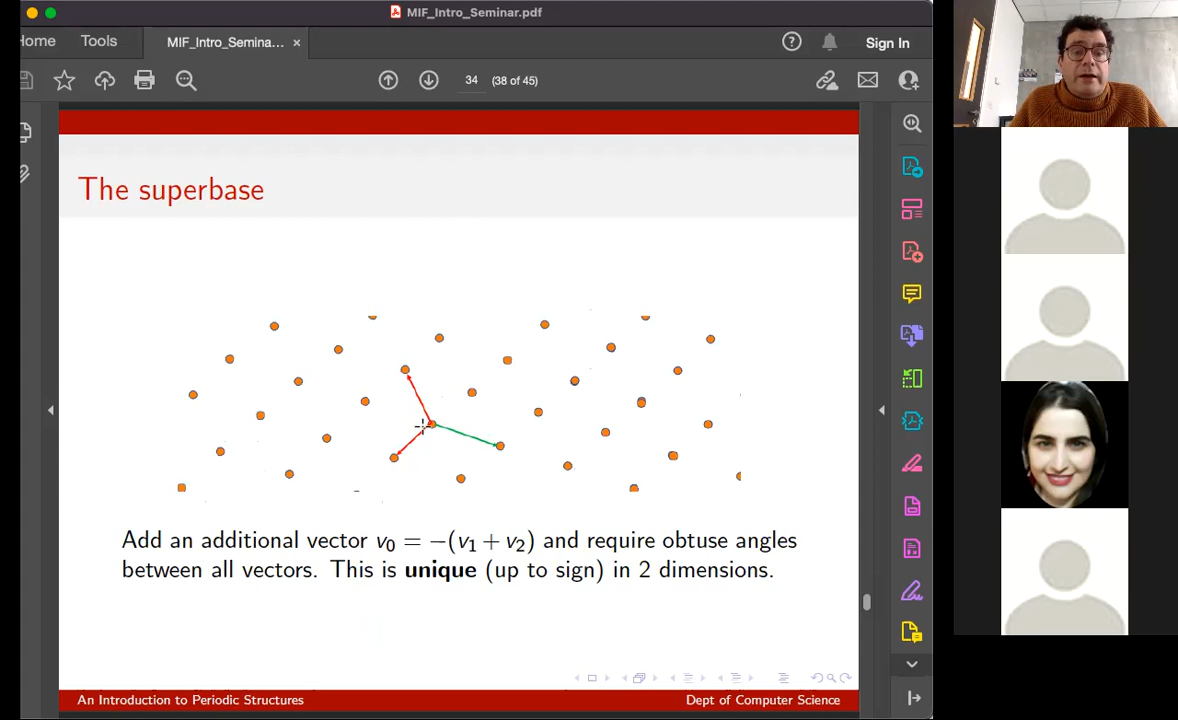 MIF_Intro_Seminar.pdf
Home
Tools
MIF_Intro_Semina...
Sign In
34
(38 of 45)
The superbase
Add an additional vector v₀ = −(v₁ + v₂) and require obtuse angles
between all vectors. This is unique (up to sign) in 2 dimensions.
An Introduction to Periodic Structures
Dept of Computer Science